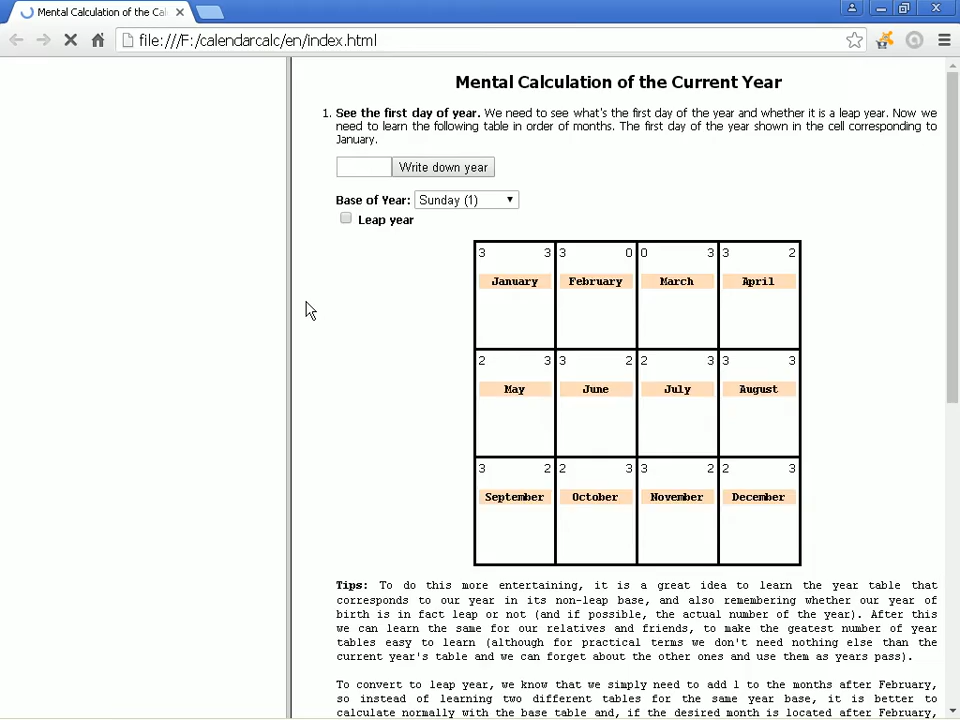 Mental Calculation of the Ca
file:///F:/calendarcalc/en/index.html
Mental Calculation of the Current Year
1. See the first day of year. We need to see what's the first day of the year and whether it is a leap year. Now we
need to learn the following table in order of months. The first day of the year shown in the cell corresponding to
January.
Write down year
Base of Year: Sunday (1)
Leap year
3 3 3 0 0 3 3 2
January February March April
2 3 3 2 2 3 3 3
May June July August
3 2 2 3 3 2 2 3
September October November December
Tips: To do this more entertaining, it is a great idea to learn the year table that
corresponds to our year in its non-leap base, and also remembering whether our year of
birth is in fact leap or not (and if possible, the actual number of the year). After this
we can learn the same for our relatives and friends, to make the geatest number of year
tables easy to learn (although for practical terms we don't need nothing else than the
current year's table and we can forget about the other ones and use them as years pass).
To convert to leap year, we know that we simply need to add 1 to the months after February,
so instead of learning two different tables for the same year base, it is better to
calculate normally with the base table and, if the desired month is located after February,